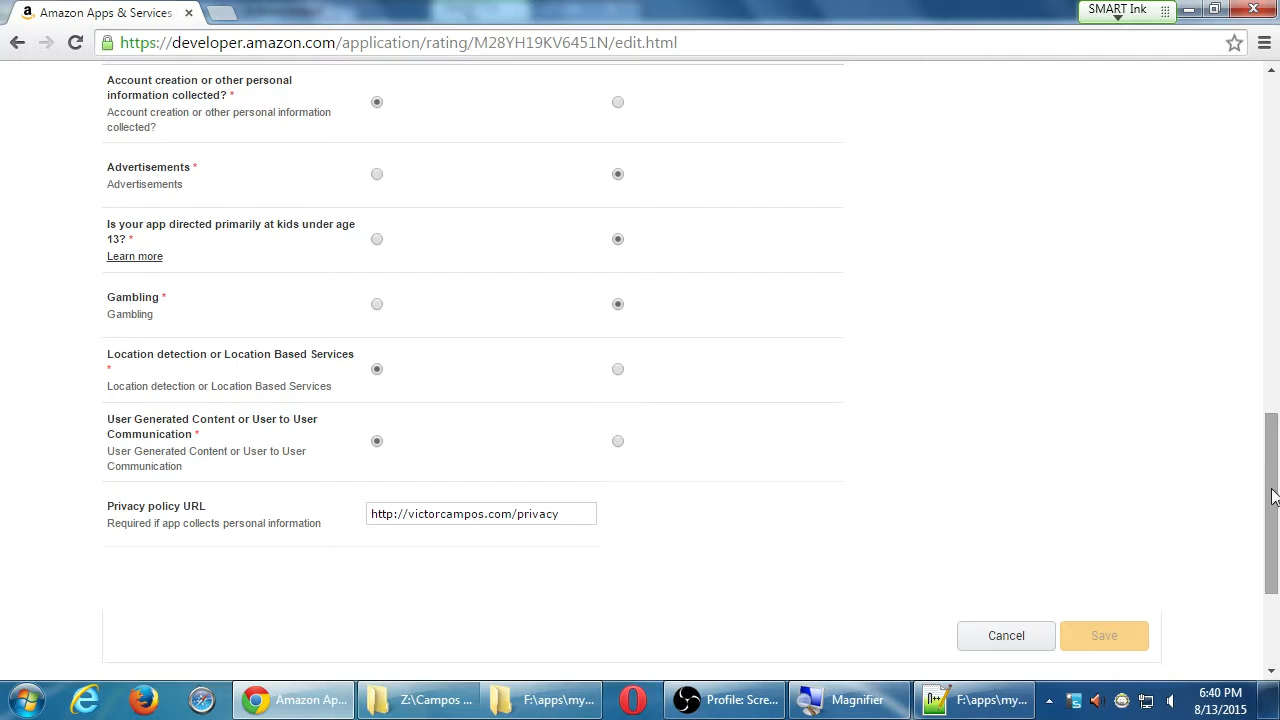 Amazon Apps & Services
SMART Ink
https://developer.amazon.com/application/rating/M28YH19KV6451N/edit.html
Account creation or other personal
information collected? *
Account creation or other personal information
collected?
Advertisements *
Advertisements
Is your app directed primarily at kids under age
13? *
Learn more
Gambling *
Gambling
Location detection or Location Based Services
*
Location detection or Location Based Services
User Generated Content or User to User
Communication *
User Generated Content or User to User
Communication
Privacy policy URL
Required if app collects personal information
http://victorcampos.com/privacy
Cancel
Save
Amazon Ap...
Z:\Campos ...
F:\apps\my...
Profile: Scre...
Magnifier
F:\apps\my...
6:40 PM
8/13/2015